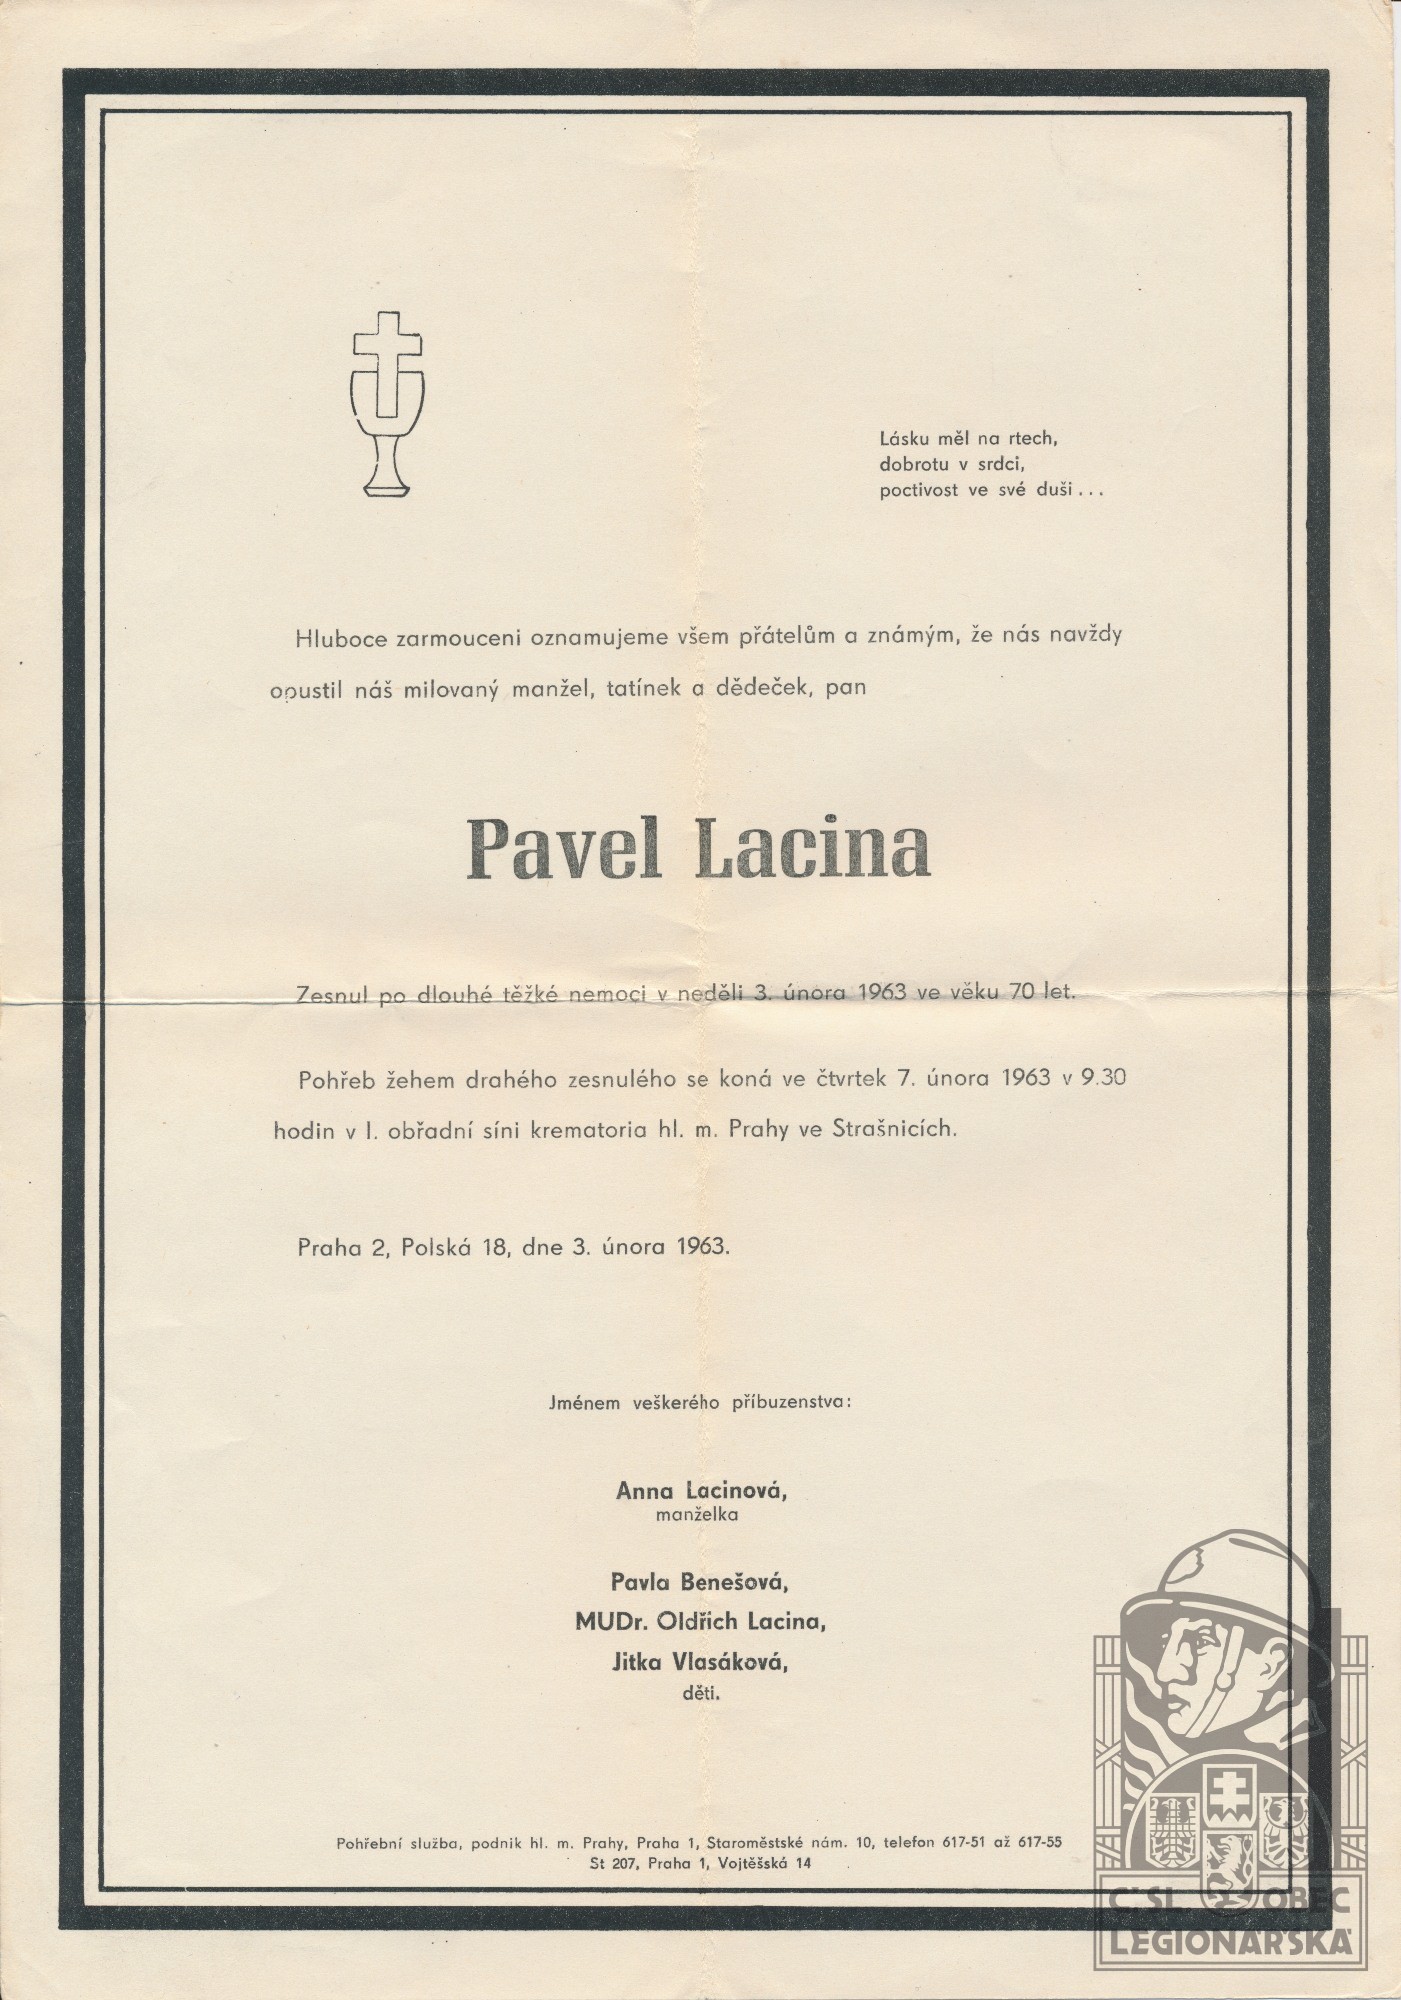 Lásku měl na rtech,
dobrotu v srdci,
poctivost ve své duši...
Hluboce zarmouceni oznamujeme všem přátelům a známým, že nás navždy
opustil náš milovaný manžel, tatínek a dědeček, pan
Pavel Lacina
Zesnul po dlouhé těžké nemoci v neděli 3. února 1963 ve věku 70 let.
Pohřeb žehem drahého zesnulého se koná ve čtvrtek 7. února 1963 v 9.30
hodin v I. obřadní síni krematoria hl. m. Prahy ve Strašnicích.
Praha 2, Polská 18, dne 3. února 1963.
Jménem veškerého příbuzenstva:
Anna Lacinová,
manželka
Pavla Benešová,
MUDr. Oldřich Lacina,
Jitka Vlasáková,
děti.
Pohřební služba, podnik hl. m. Prahy, Praha 1, Staroměstské nám. 10, telefon 617-51 až 617-55
St 207, Praha 1, Vojtěšská 14
ČSL. OBEC
LEGIONÁŘSKÁ